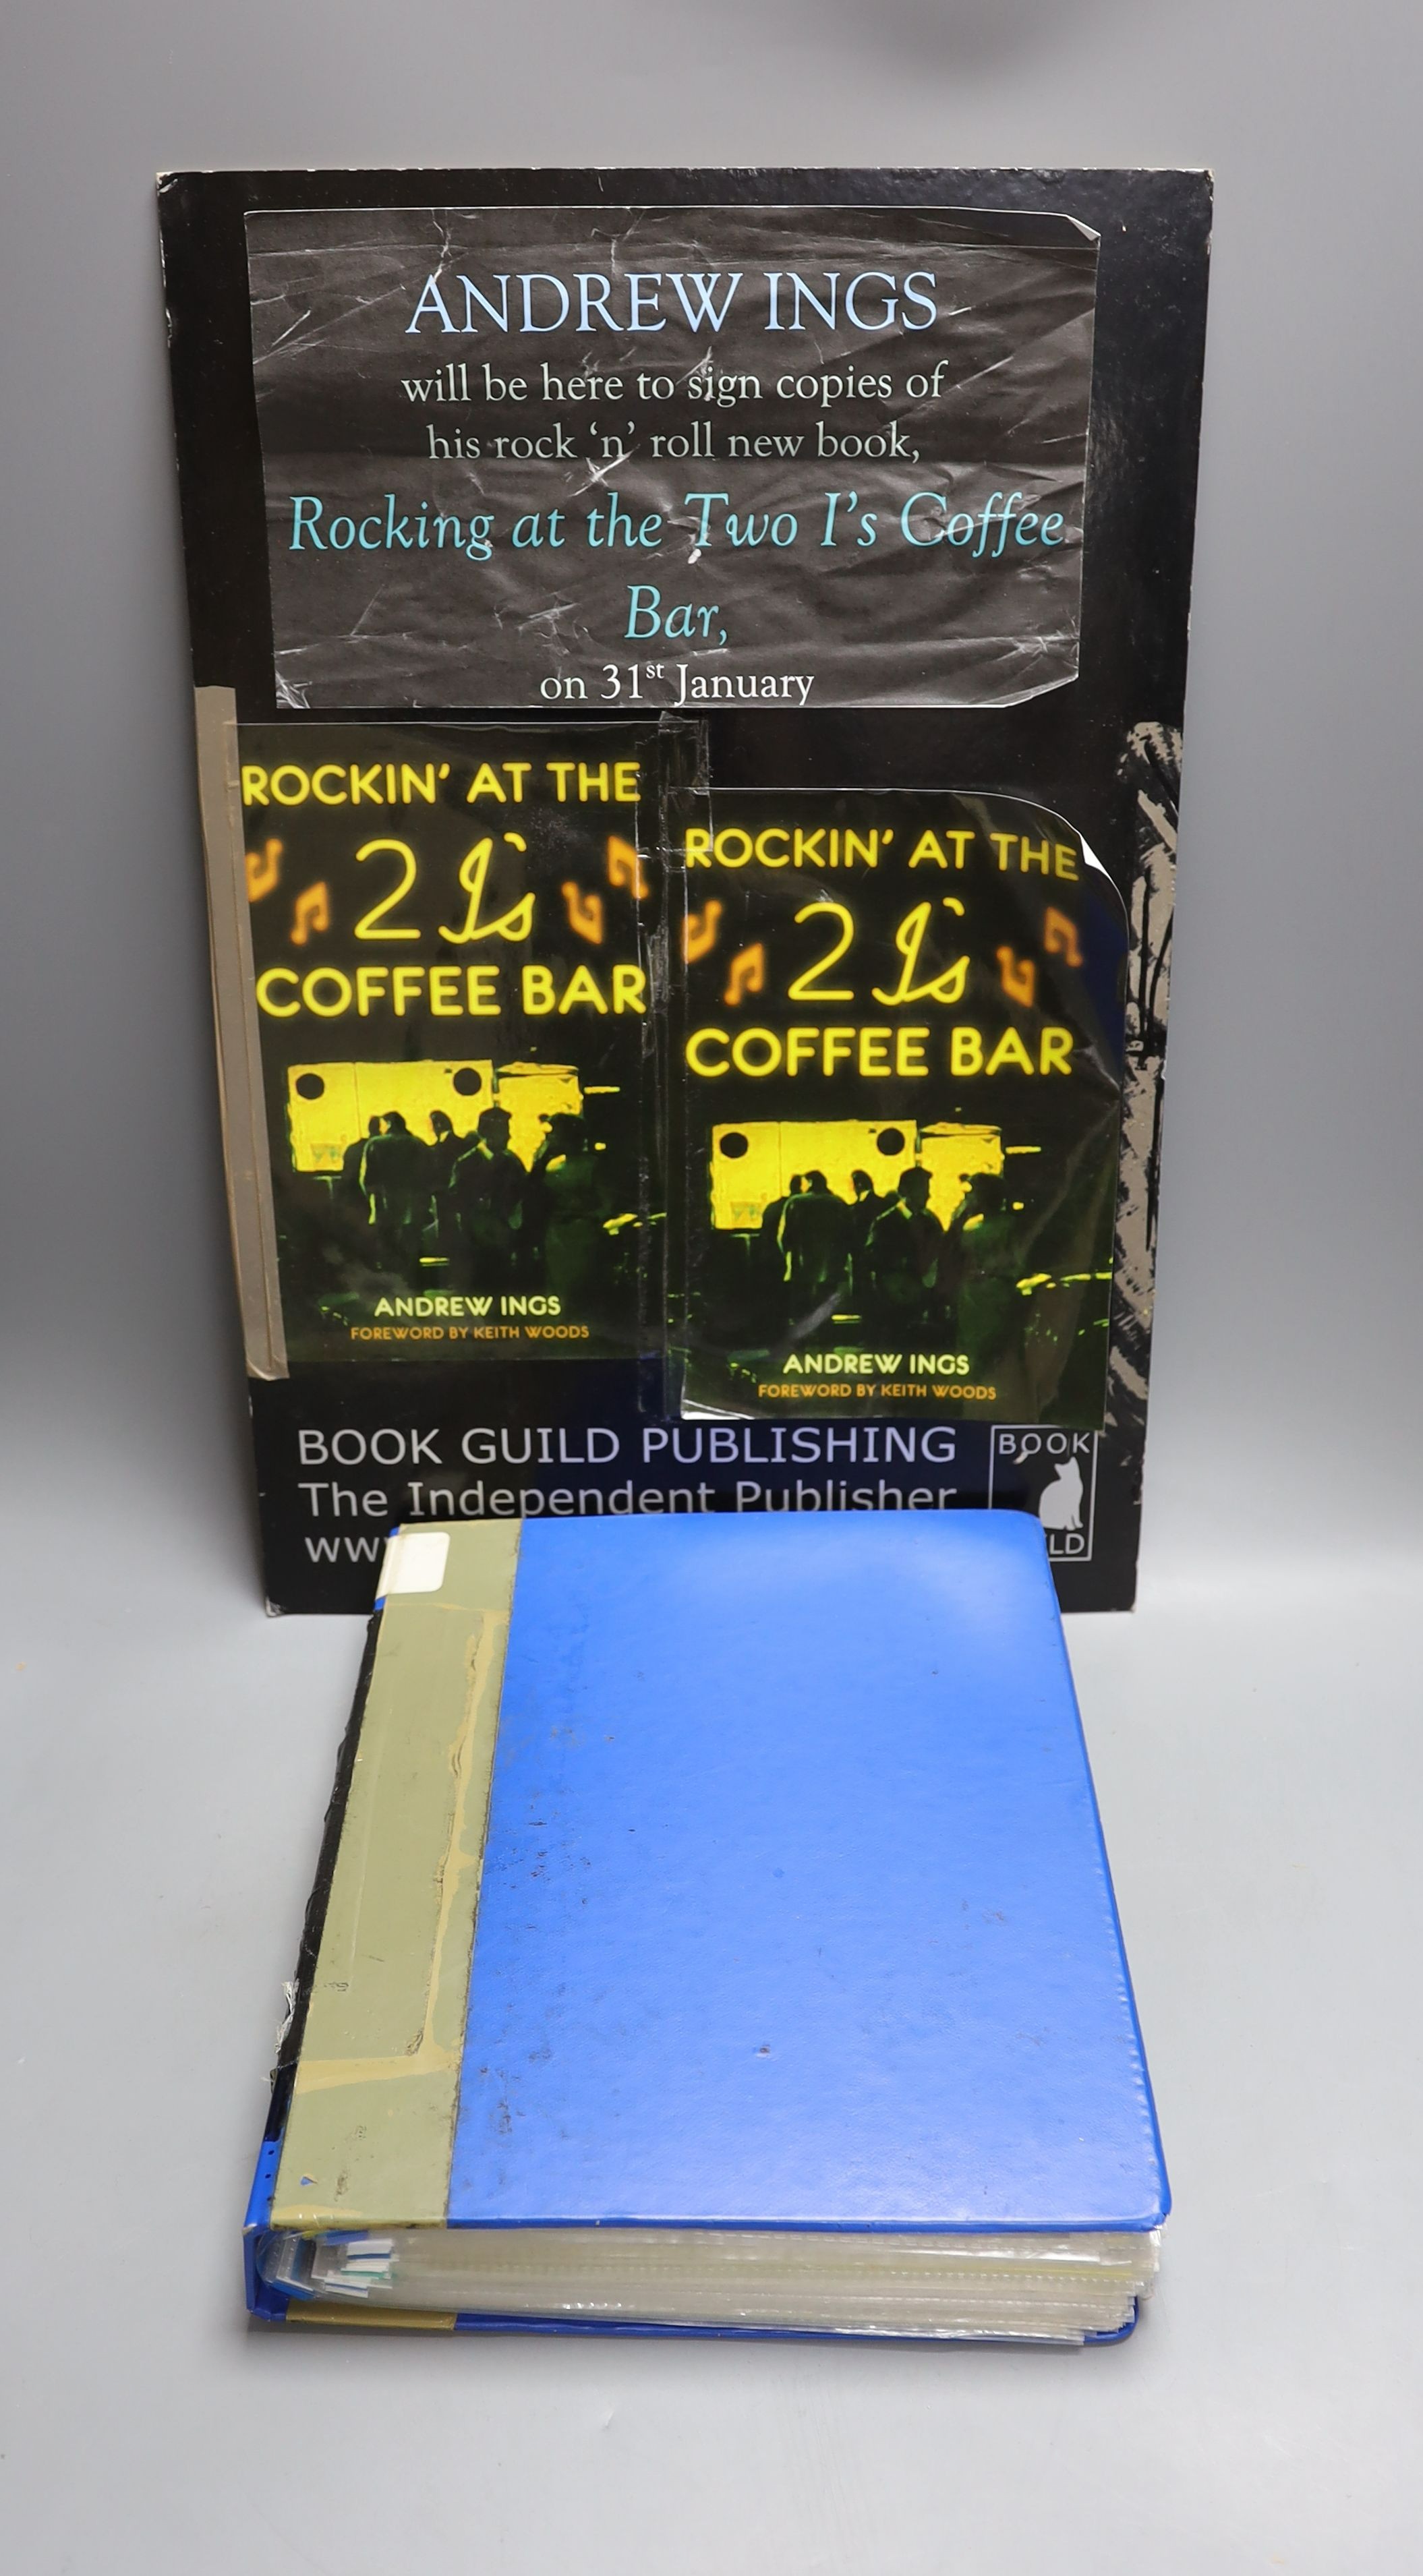 ANDREW INGS
will be here to sign copies of
his rock ‘n’ roll new book,
Rocking at the Two I's Coffee
Bar,
on 31st January
ROCKIN' AT THE
2 I's
COFFEE BAR
ANDREW INGS
FOREWORD BY KEITH WOODS
ROCKIN' AT THE
2 I's
COFFEE BAR
ANDREW INGS
FOREWORD BY KEITH WOODS
BOOK GUILD PUBLISHING
The Independent Publisher
BOOK